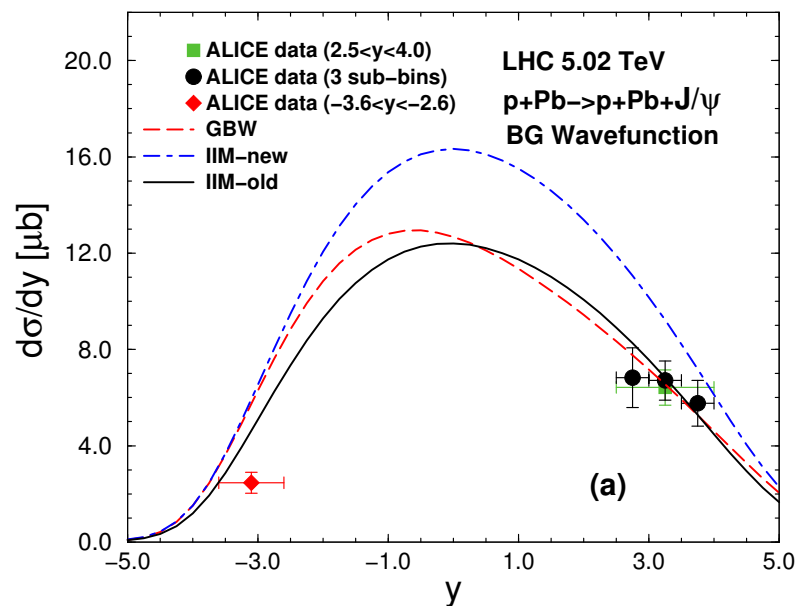 ALICE data (2.5<y<4.0)
ALICE data (3 sub-bins)
ALICE data (−3.6<y<−2.6)
GBW
IIM−new
IIM−old
LHC 5.02 TeV
p+Pb−>p+Pb+J/ψ
BG Wavefunction
(a)
dσ/dy [μb]
20.0
16.0
12.0
8.0
4.0
0.0
−5.0 −3.0 −1.0 1.0 3.0 5.0
y